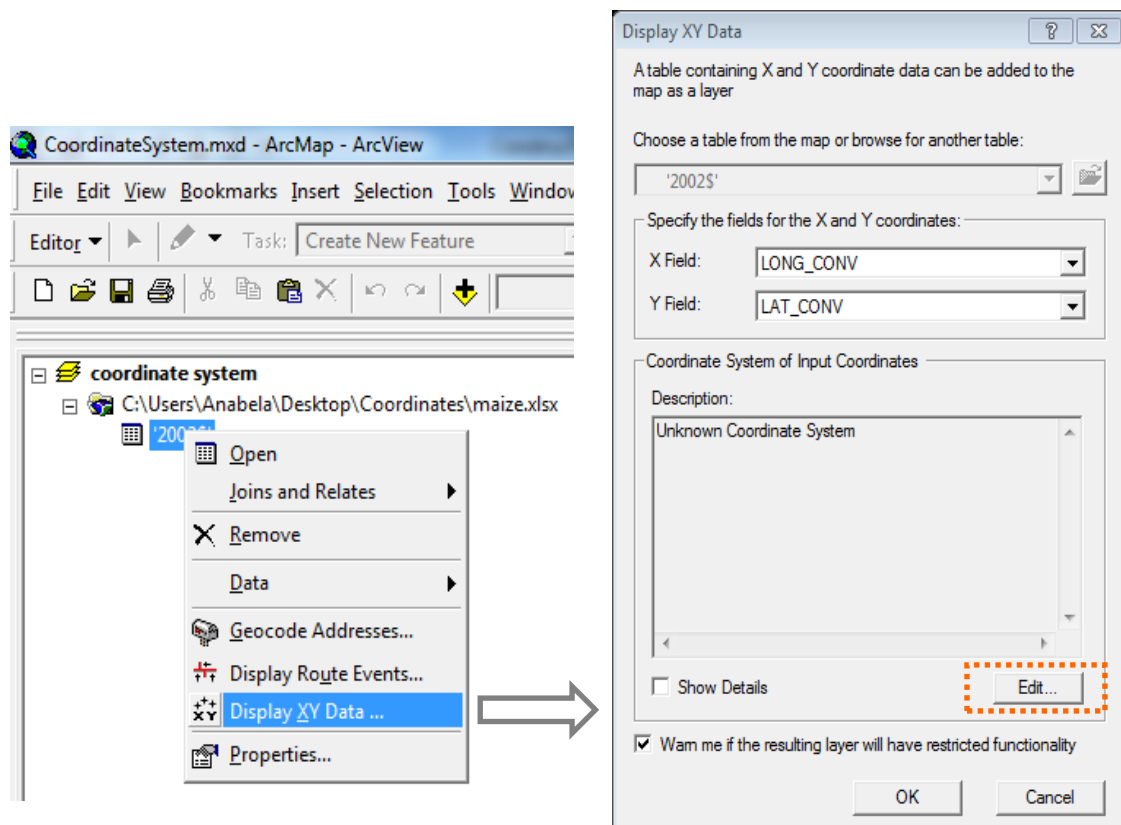 CoordinateSystem.mxd - ArcMap - ArcView
File Edit View Bookmarks Insert Selection Tools Window
Editor Task: Create New Feature
coordinate system
C:\Users\Anabela\Desktop\Coordinates\maize.xlsx
'2002$'
Open
Joins and Relates
Remove
Data
Geocode Addresses...
Display Route Events...
Display XY Data ...
Properties...
Display XY Data
A table containing X and Y coordinate data can be added to the
map as a layer
Choose a table from the map or browse for another table:
'2002$'
Specify the fields for the X and Y coordinates:
X Field: LONG_CONV
Y Field: LAT_CONV
Coordinate System of Input Coordinates
Description:
Unknown Coordinate System
Show Details Edit...
Warn me if the resulting layer will have restricted functionality
OK Cancel